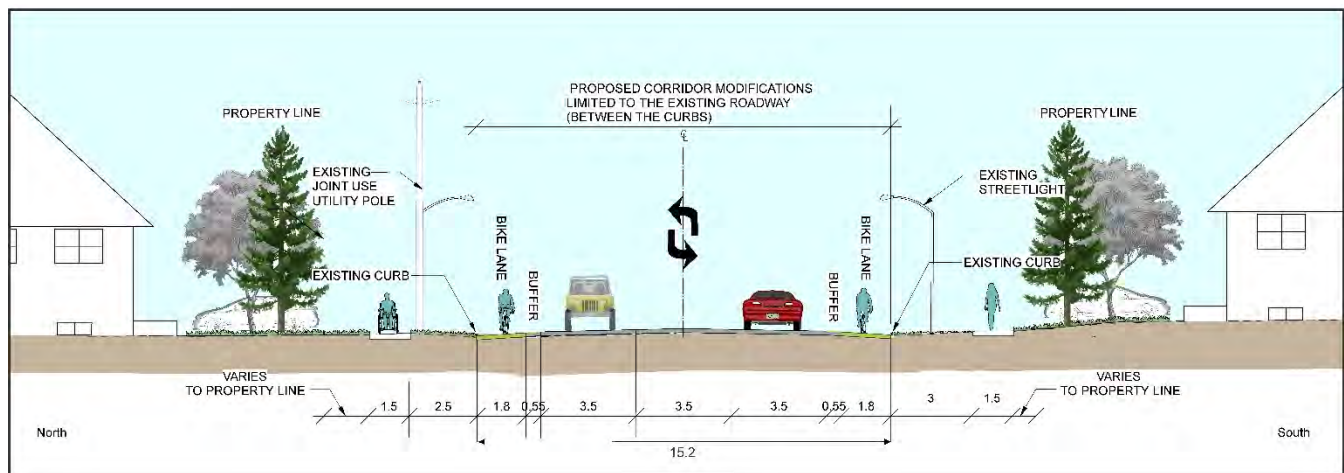 PROPOSED CORRIDOR MODIFICATIONS
LIMITED TO THE EXISTING ROADWAY
(BETWEEN THE CURBS)
PROPERTY LINE
PROPERTY LINE
EXISTING
JOINT USE
UTILITY POLE
EXISTING
STREETLIGHT
BIKE LANE
BUFFER
BUFFER
BIKE LANE
EXISTING CURB
EXISTING CURB
VARIES
TO PROPERTY LINE
VARIES
TO PROPERTY LINE
1.5 2.5 1.8 0,55 3.5 3.5 3.5 0,55 1.8 3 1.5
North
15.2
South